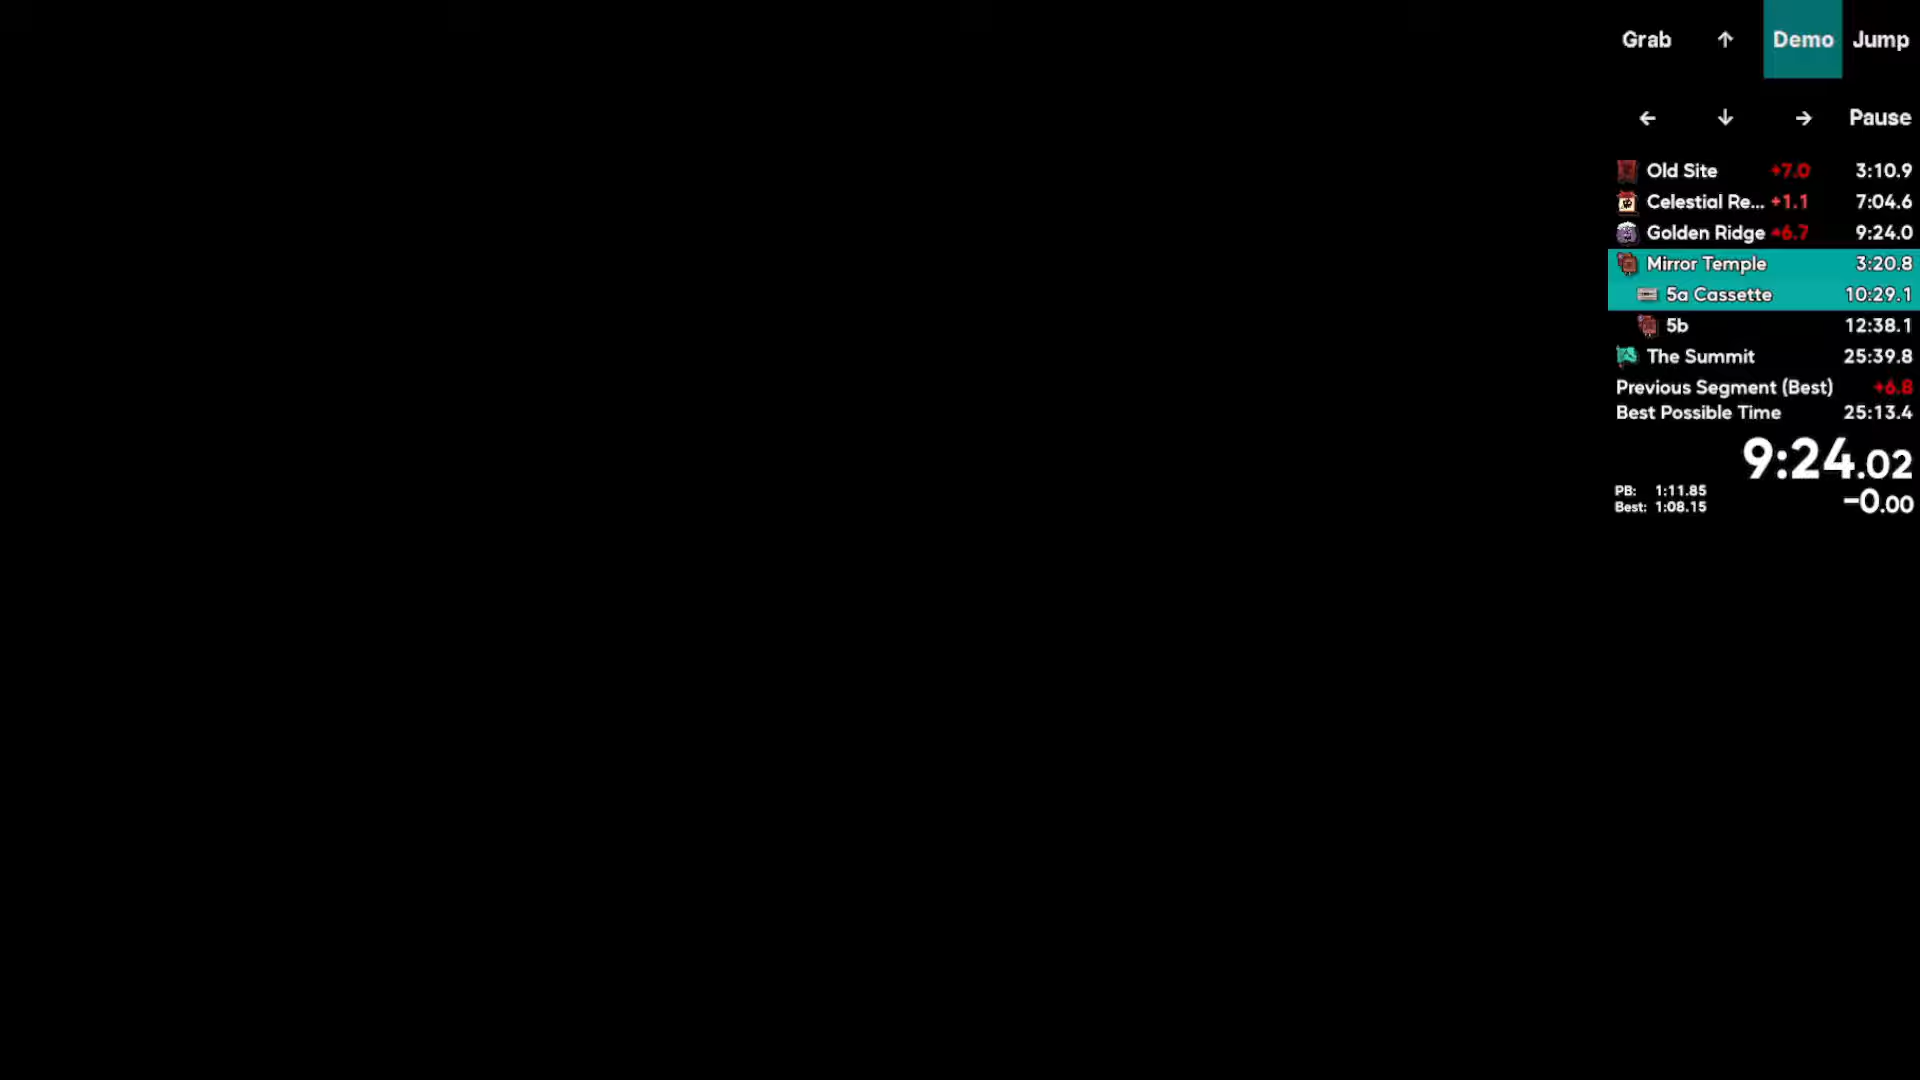 Grab ↑ Demo Jump
← ↓ → Pause
Old Site +7.0 3:10.9
Celestial Re... +1.1 7:04.6
Golden Ridge +6.7 9:24.0
Mirror Temple 3:20.8
5a Cassette 10:29.1
5b 12:38.1
The Summit 25:39.8
Previous Segment (Best) +6.8
Best Possible Time 25:13.4
9:24.02
PB: 1:11.85
Best: 1:08.15
-0.00